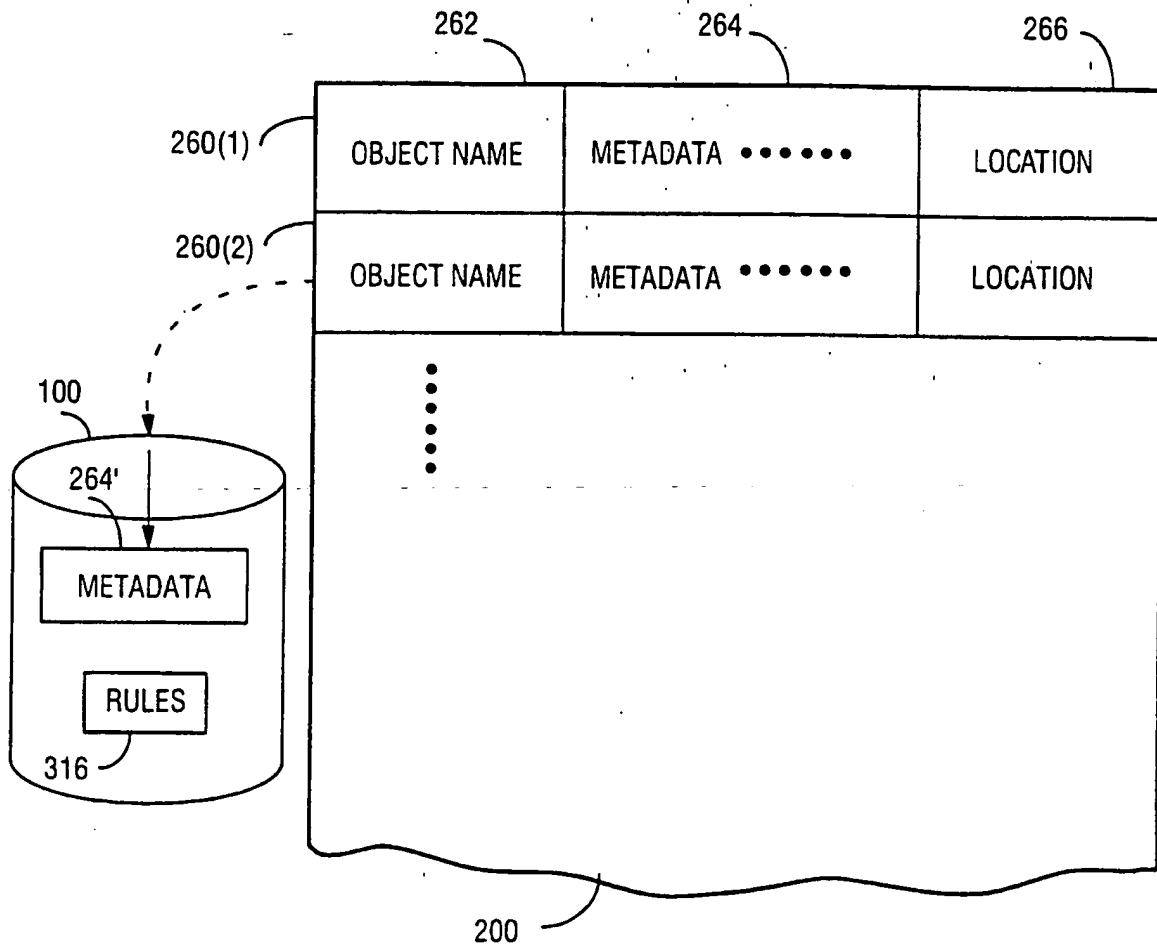 262
264
266
260(1)
OBJECT NAME
METADATA ••••••
LOCATION
260(2)
OBJECT NAME
METADATA ••••••
LOCATION
100
264'
METADATA
RULES
316
200